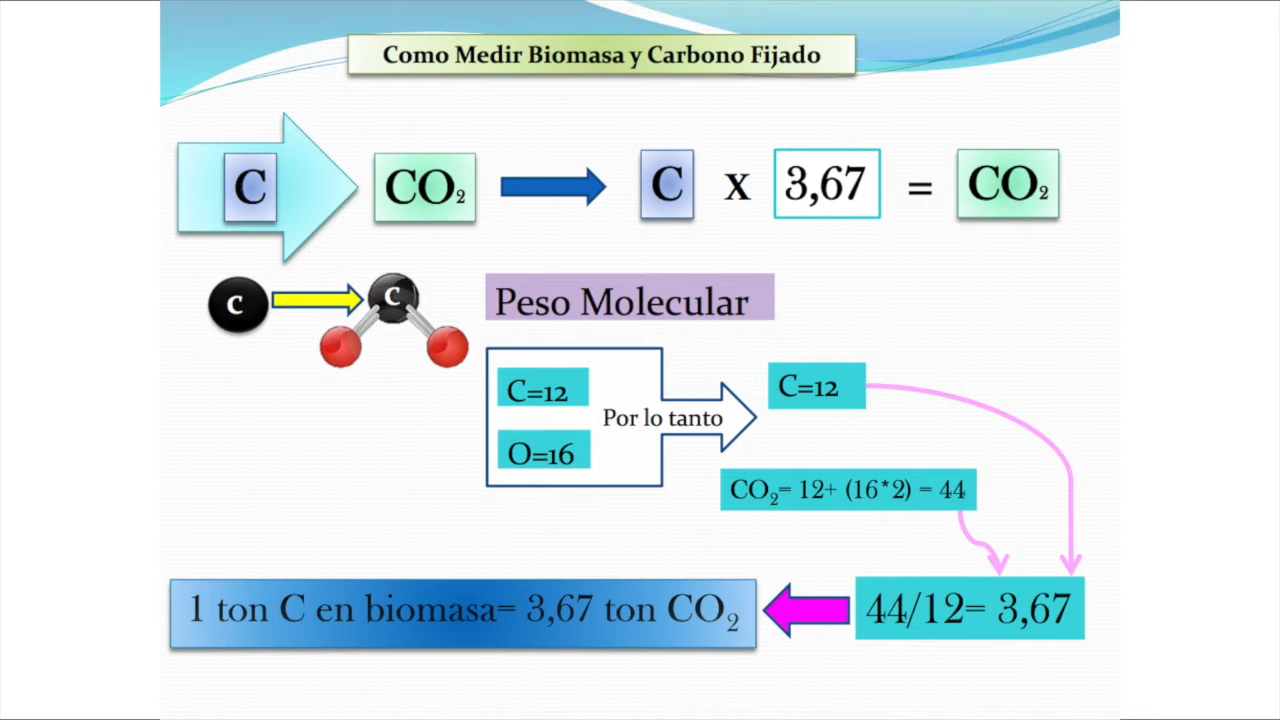 Como Medir Biomasa y Carbono Fijado
C CO₂ C X 3,67 = CO₂
C C
Peso Molecular
C=12
O=16
Por lo tanto
C=12
CO₂= 12+ (16*2) = 44
44/12= 3,67
1 ton C en biomasa= 3,67 ton CO₂